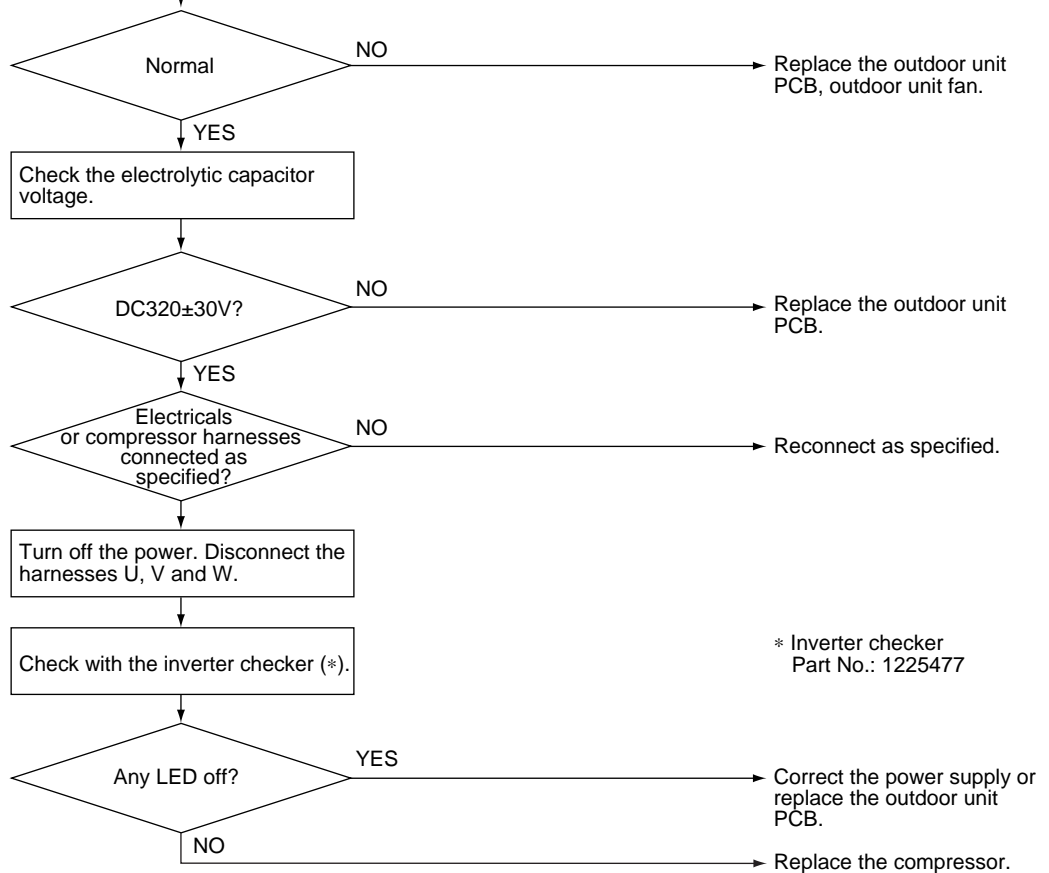 Normal
NO
Replace the outdoor unit
PCB, outdoor unit fan.
YES
Check the electrolytic capacitor
voltage.
DC320±30V?
NO
Replace the outdoor unit
PCB.
YES
Electricals
or compressor harnesses
connected as
specified?
NO
Reconnect as specified.
Turn off the power. Disconnect the
harnesses U, V and W.
Check with the inverter checker (∗).
∗ Inverter checker
Part No.: 1225477
Any LED off?
YES
Correct the power supply or
replace the outdoor unit
PCB.
NO
Replace the compressor.